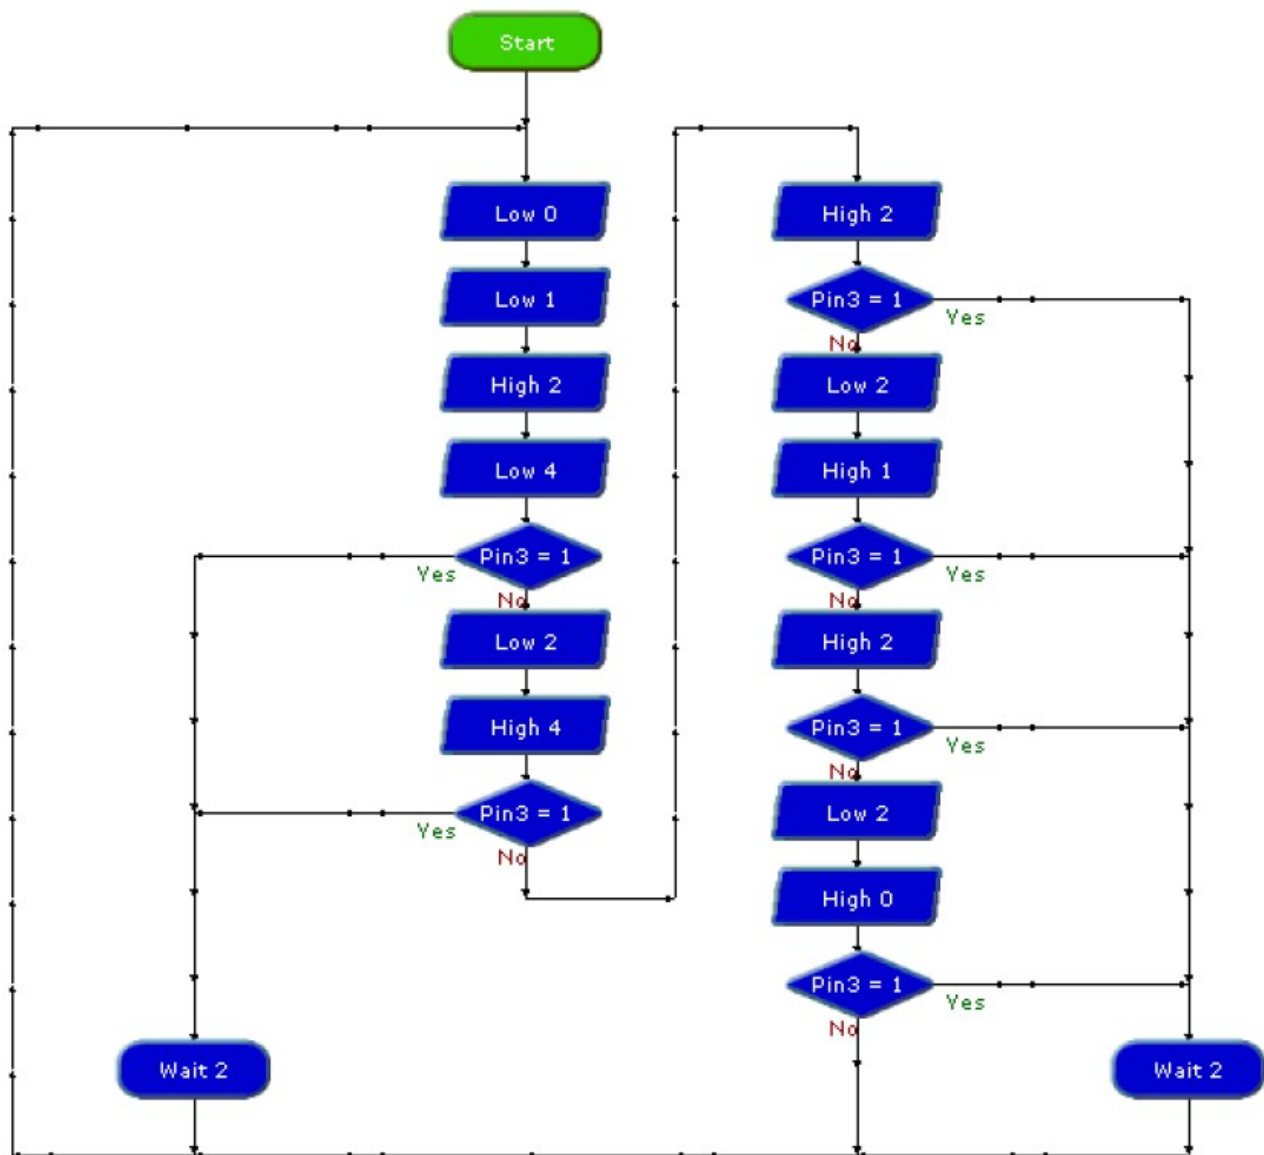 Start
Low 0
Low 1
High 2
Low 4
Pin3 = 1
Yes
No
Low 2
High 4
Pin3 = 1
Yes
No
Wait 2
High 2
Pin3 = 1
Yes
No
Low 2
High 1
Pin3 = 1
Yes
No
High 2
Pin3 = 1
Yes
No
Low 2
High 0
Pin3 = 1
Yes
No
Wait 2